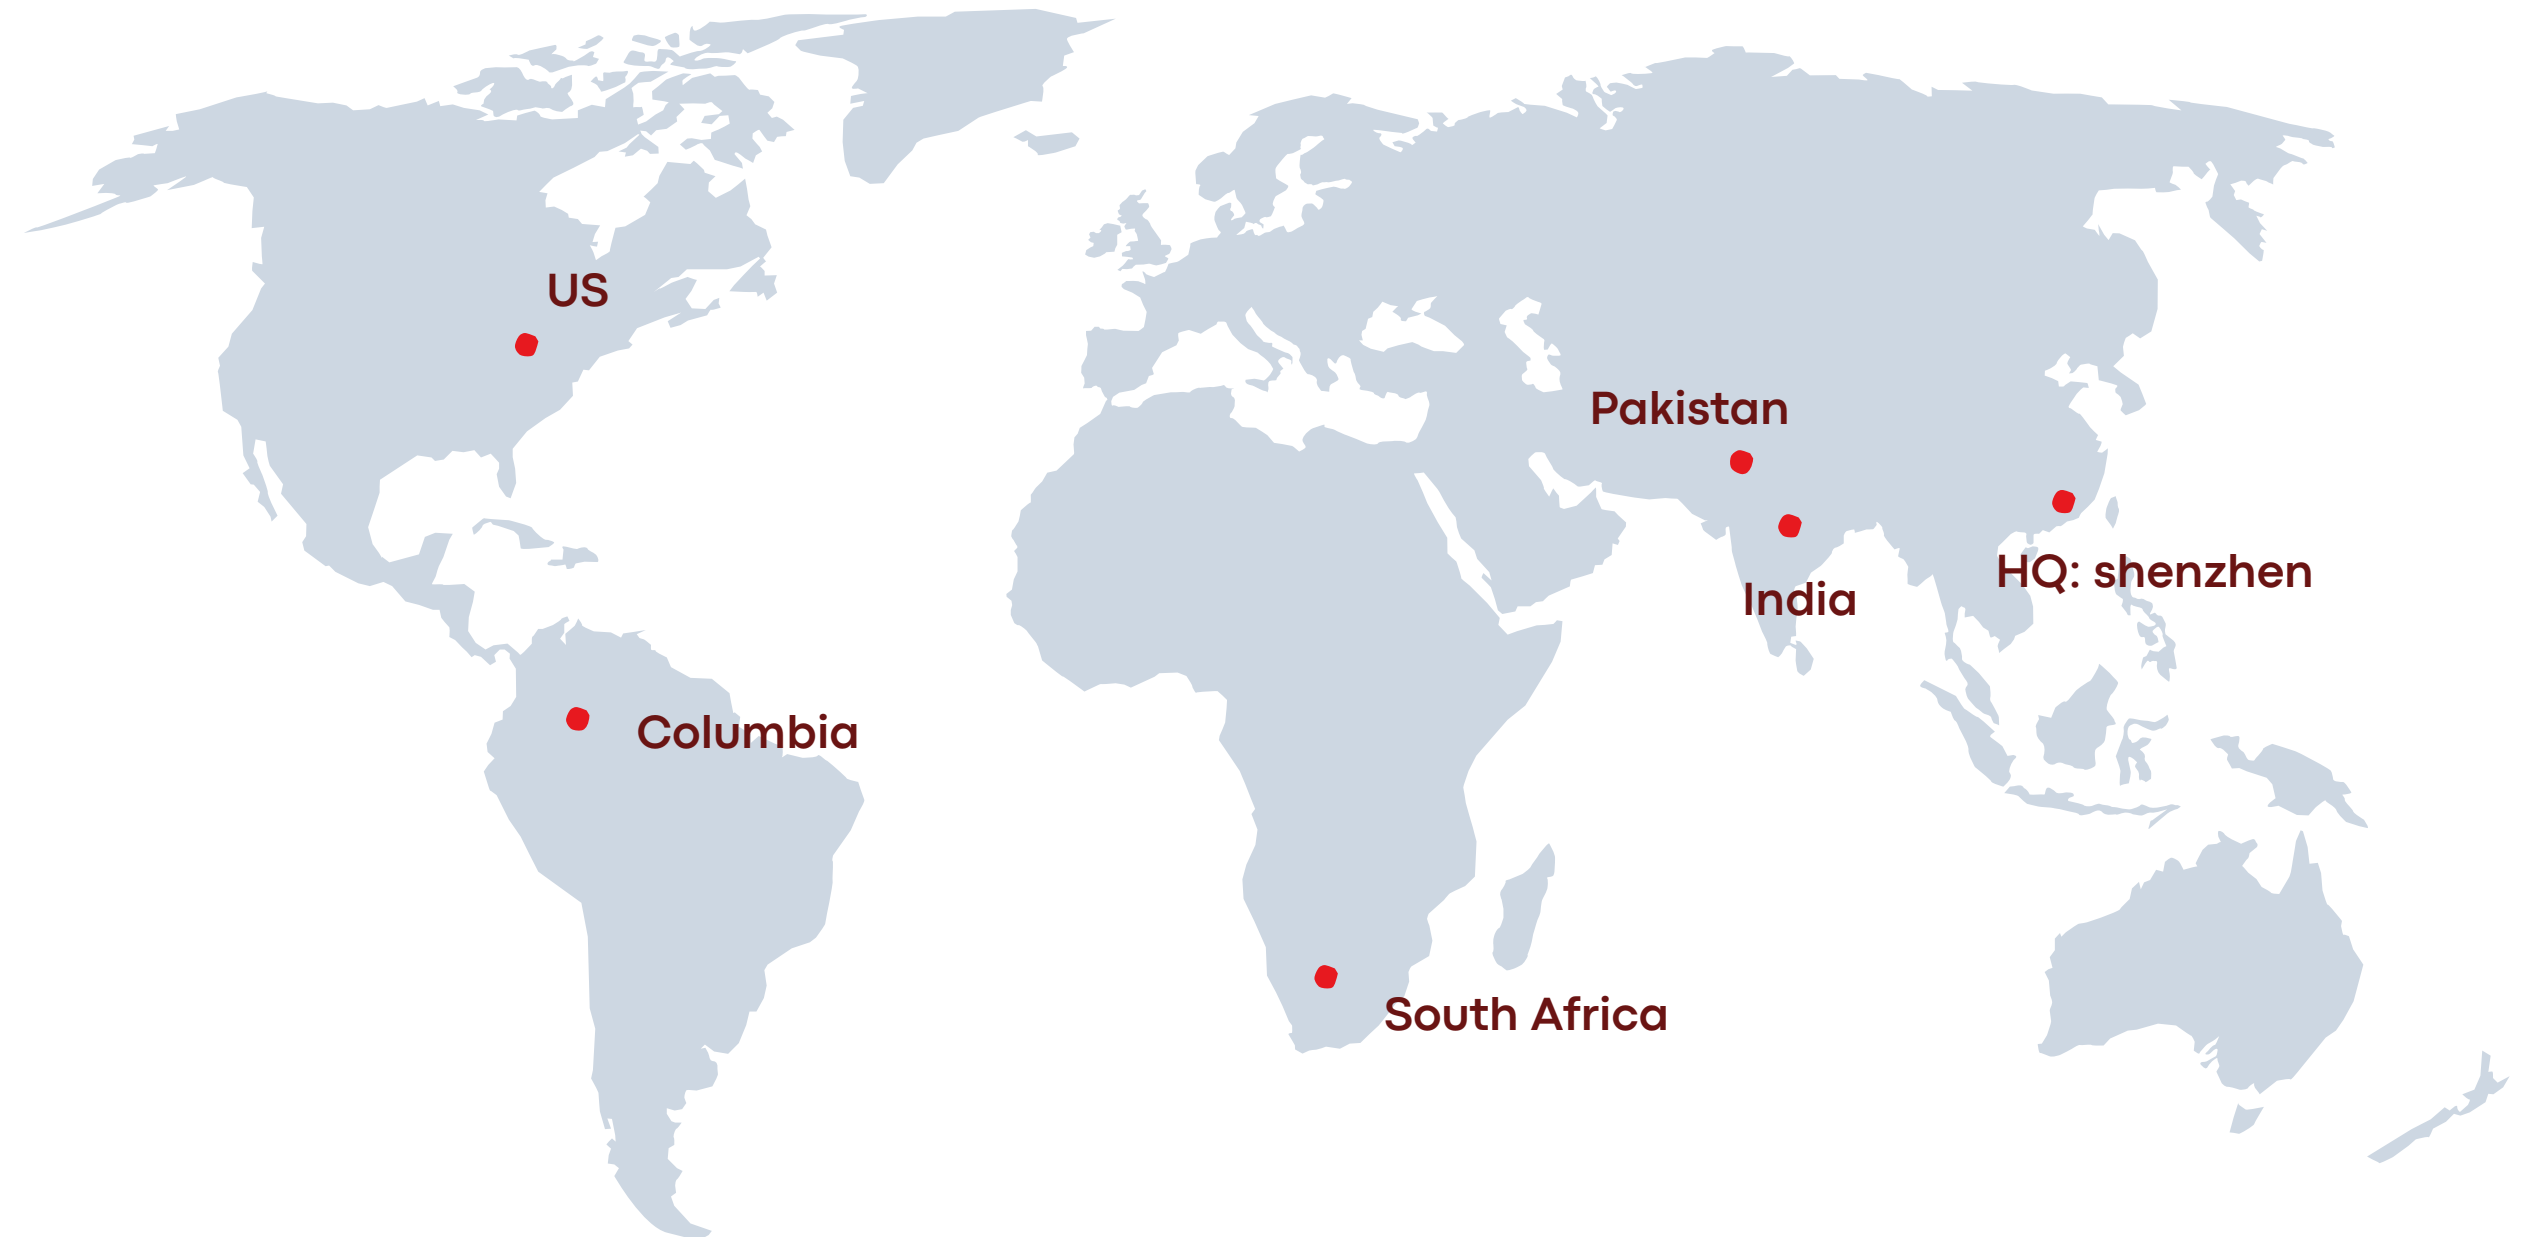 US
Pakistan
HQ: shenzhen
India
Columbia
South Africa